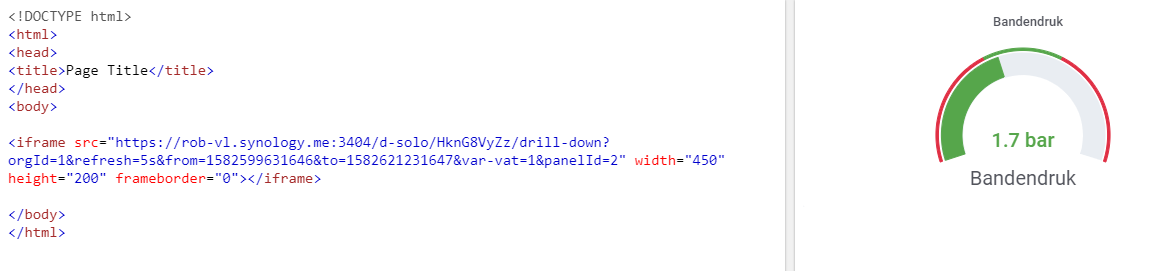 <!DOCTYPE html>
<html>
<head>
<title>Page Title</title>
</head>
<body>
<iframe src="https://rob-vl.synology.me:3404/d-solo/HknG8VyZz/drill-down?
orgId=1&refresh=5s&from=1582599631646&to=1582621231647&var-vat=1&panelId=2" width="450"
height="200" frameborder="0"></iframe>
</body>
</html>
Bandendruk
1.7 bar
Bandendruk